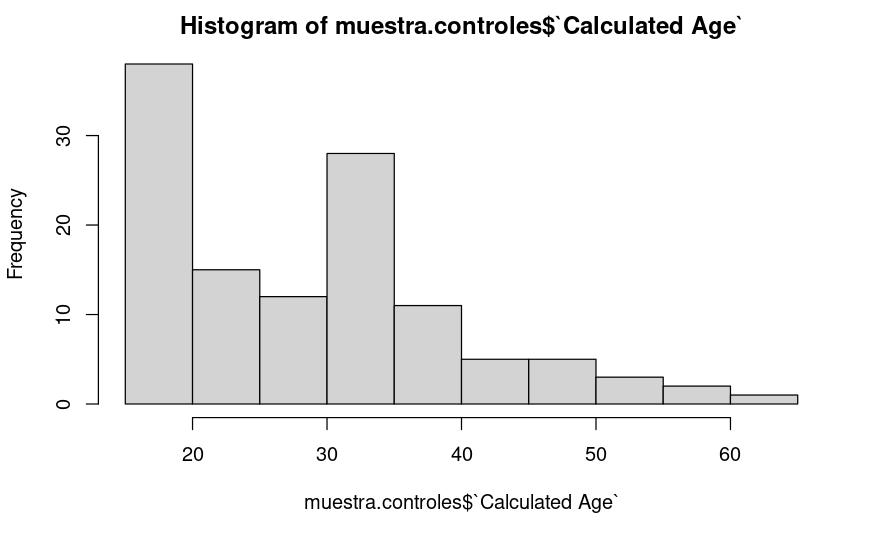 Histogram of muestra.controles$`Calculated Age`
Frequency
30
20
10
0
20 30 40 50 60
muestra.controles$`Calculated Age`